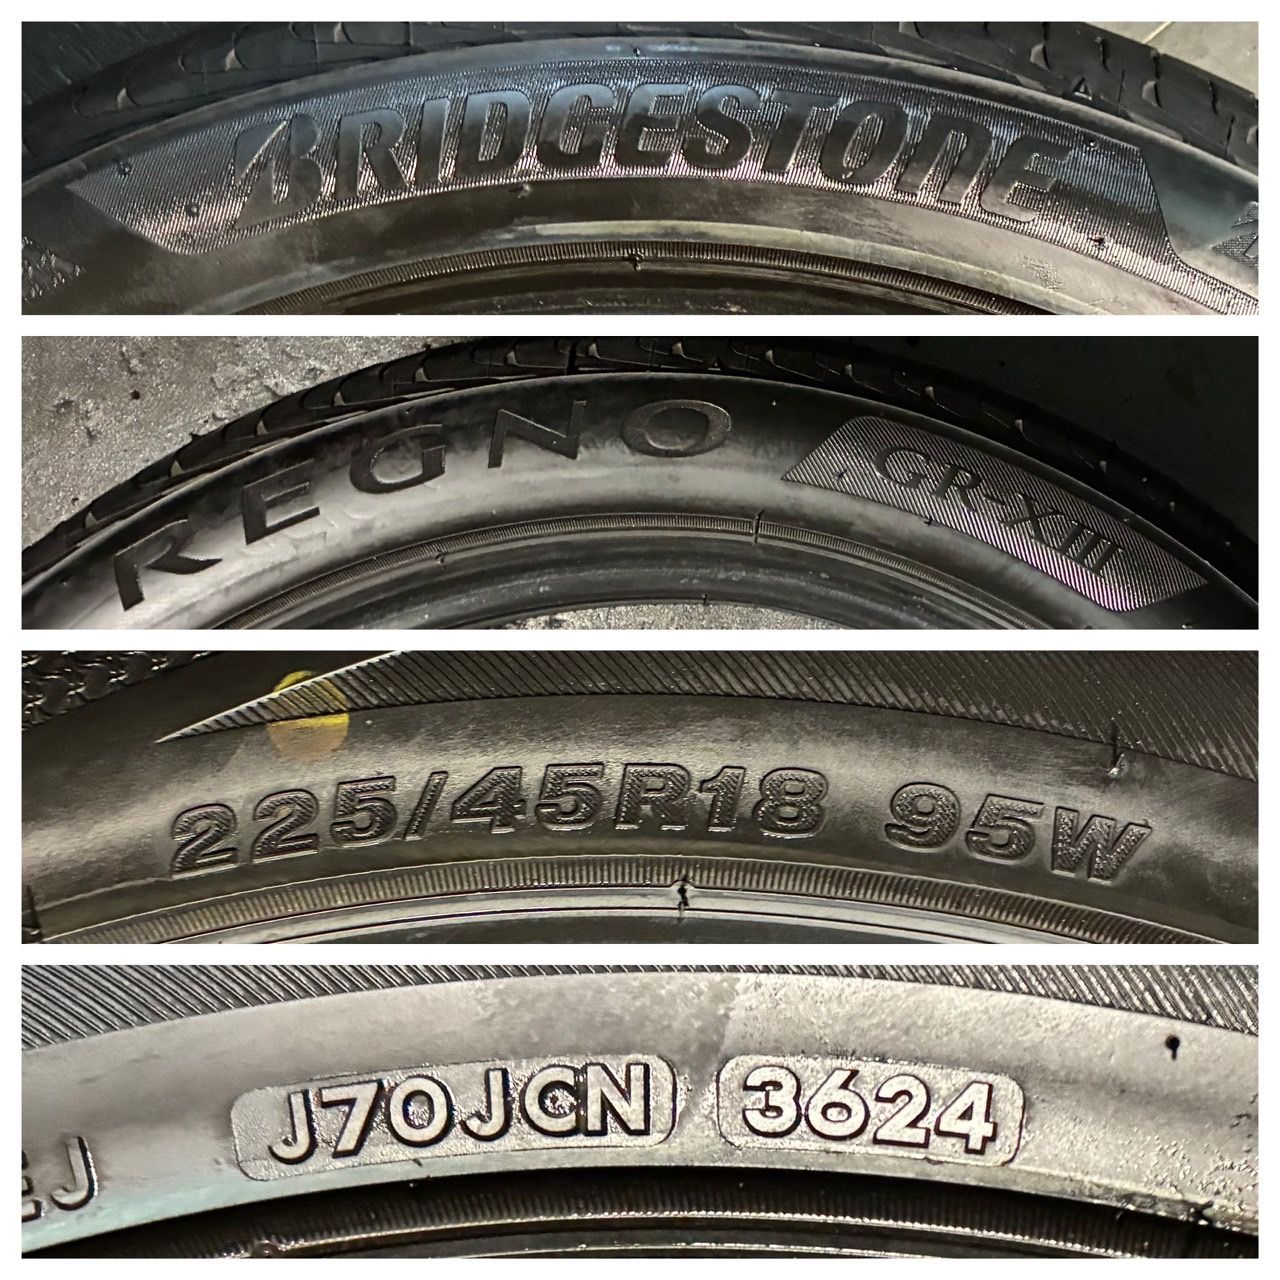 BRIDGESTONE
REGNO GR-XIII
225/45R18 95W
J70JCN 3624